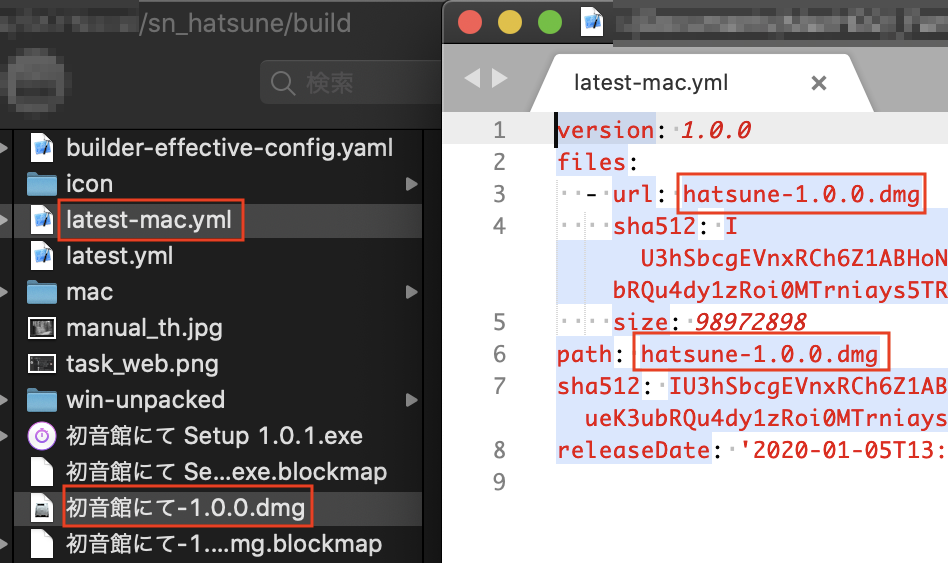 /sn_hatsune/build
検索
builder-effective-config.yaml
icon
latest-mac.yml
latest.yml
mac
manual_th.jpg
task_web.png
win-unpacked
初音館にて Setup 1.0.1.exe
初音館にて Se...exe.blockmap
初音館にて-1.0.0.dmg
初音館にて-1....mg.blockmap
latest-mac.yml
1 version: 1.0.0
2 files:
3 - url: hatsune-1.0.0.dmg
4 sha512: I
U3hSbcgEVnxRCh6Z1ABHoN
bRQu4dy1zRoi0MTrniays5TR
5 size: 98972898
6 path: hatsune-1.0.0.dmg
7 sha512: IU3hSbcgEVnxRCh6Z1AB
ueK3ubRQu4dy1zRoi0MTrniays
8 releaseDate: '2020-01-05T13:
9